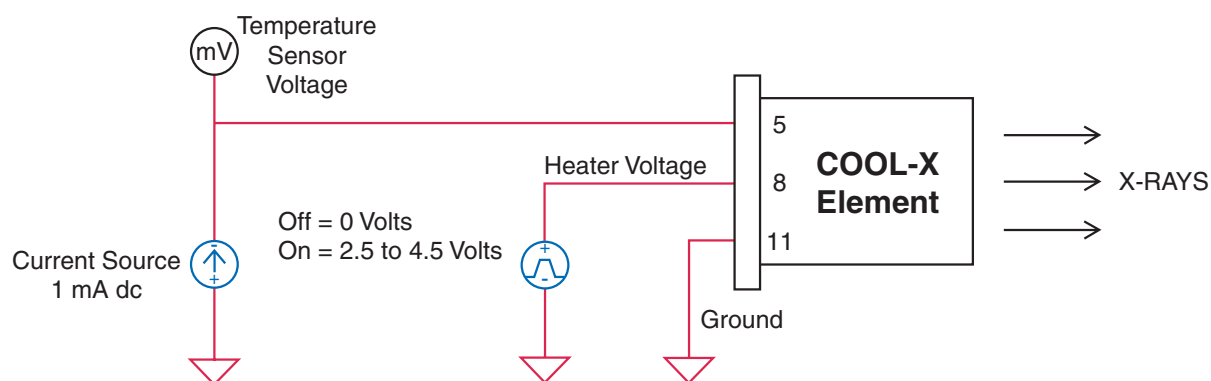 Temperature
Sensor
Voltage
mV
5
Heater Voltage
8
COOL-X
Element
X-RAYS
Off = 0 Volts
On = 2.5 to 4.5 Volts
11
+
-
-
+
Current Source
1 mA dc
Ground